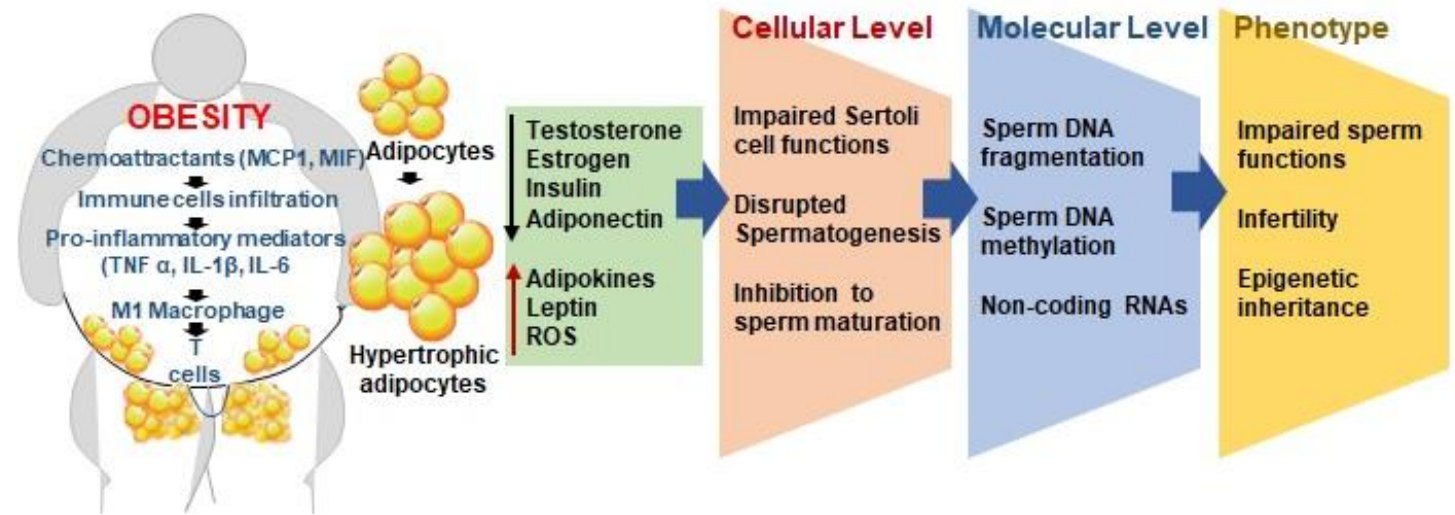 OBESITY
Chemoattractants (MCP1, MIF)
Immune cells infiltration
Pro-inflammatory mediators
(TNF α, IL-1β, IL-6
M1 Macrophage
T
cells
Adipocytes
Hypertrophic
adipocytes
Testosterone
Estrogen
Insulin
Adiponectin
Adipokines
Leptin
ROS
Cellular Level
Impaired Sertoli
cell functions
Disrupted
Spermatogenesis
Inhibition to
sperm maturation
Molecular Level
Sperm DNA
fragmentation
Sperm DNA
methylation
Non-coding RNAs
Phenotype
Impaired sperm
functions
Infertility
Epigenetic
inheritance